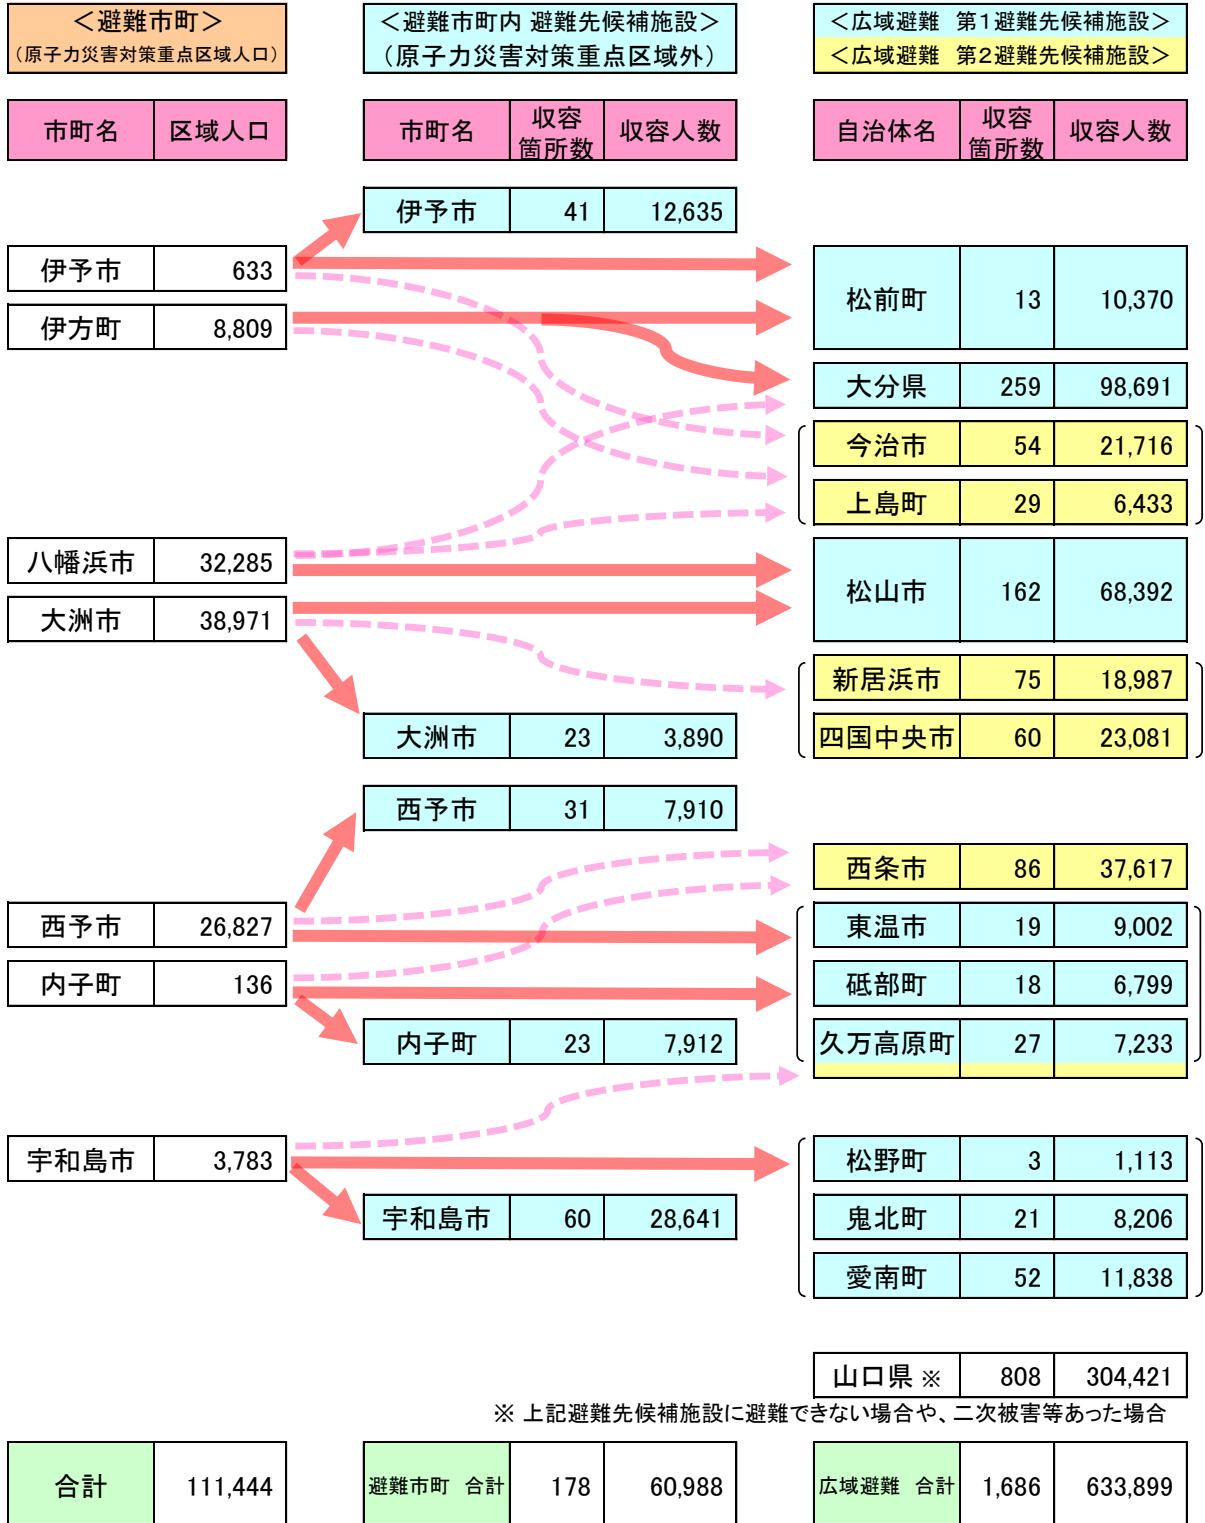 ＜避難市町＞
（原子力災害対策重点区域人口）
＜避難市町内 避難先候補施設＞
（原子力災害対策重点区域外）
＜広域避難　第１避難先候補施設＞
＜広域避難　第２避難先候補施設＞
市町名 区域人口
市町名 収容箇所数 収容人数
自治体名 収容箇所数 収容人数
伊予市 41 12,635
伊予市 633
伊方町 8,809
松前町 13 10,370
大分県 259 98,691
今治市 54 21,716
上島町 29 6,433
八幡浜市 32,285
大洲市 38,971
松山市 162 68,392
新居浜市 75 18,987
大洲市 23 3,890
四国中央市 60 23,081
西予市 31 7,910
西条市 86 37,617
西予市 26,827
東温市 19 9,002
内子町 136
砥部町 18 6,799
内子町 23 7,912
久万高原町 27 7,233
宇和島市 3,783
松野町 3 1,113
宇和島市 60 28,641
鬼北町 21 8,206
愛南町 52 11,838
山口県 ※ 808 304,421
※ 上記避難先候補施設に避難できない場合や、二次被害等あった場合
合計 111,444
避難市町　合計 178 60,988
広域避難　合計 1,686 633,899